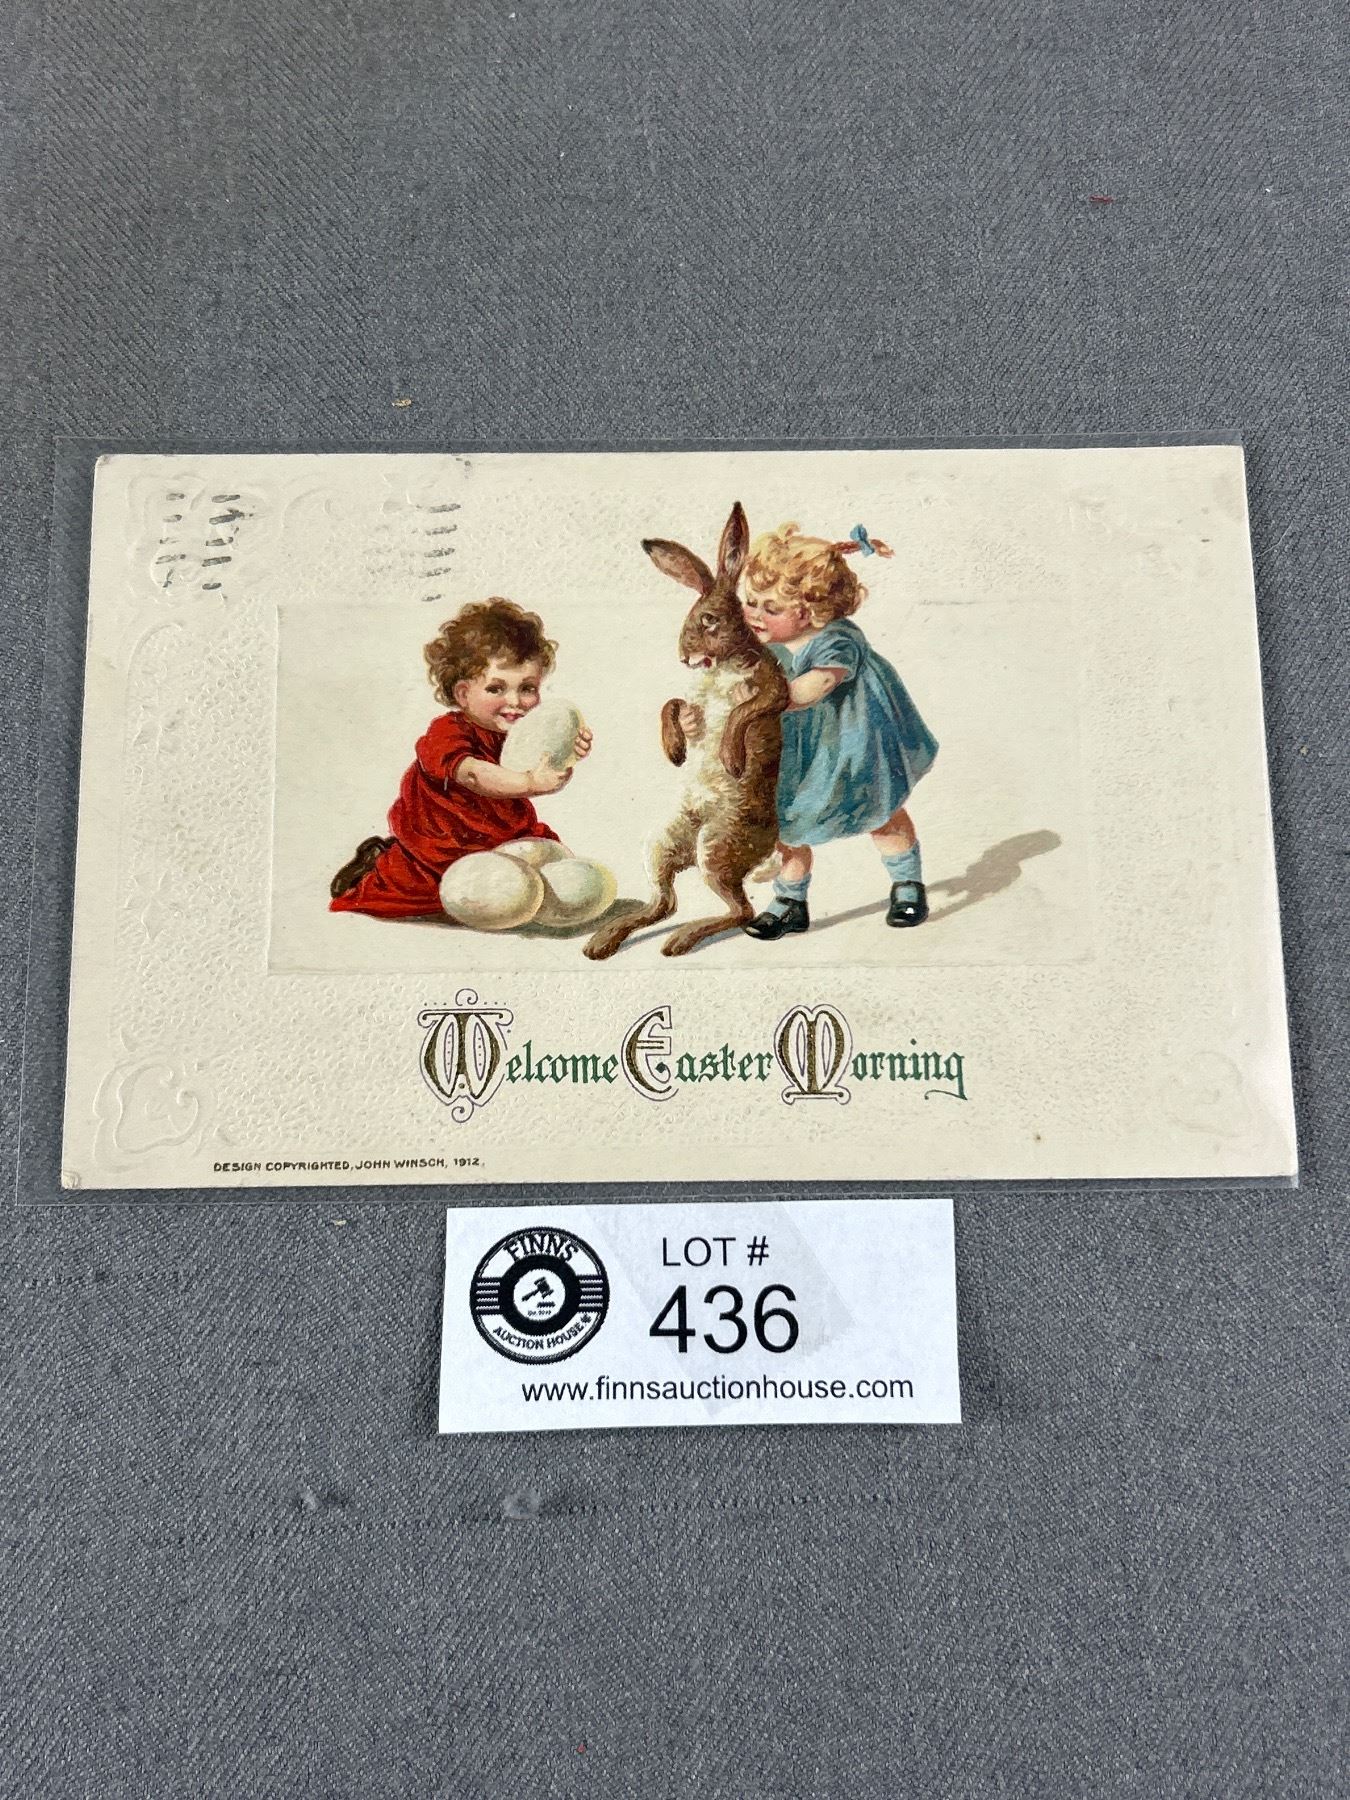 Welcome Easter Morning
DESIGN COPYRIGHTED, JOHN WINSCH, 1912.
FINNS
AUCTION HOUSE
LOT #
436
www.finnsauctionhouse.com